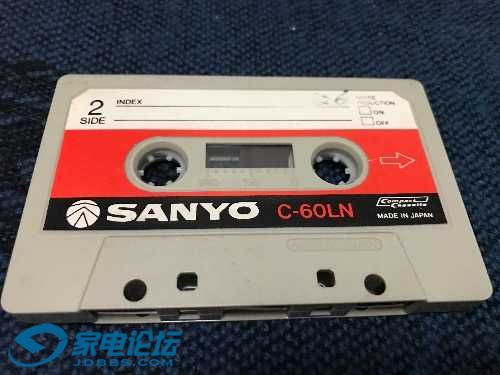 2
SIDE
INDEX
NOISE
REDUCTION
ON
OFF
SANYO C-60LN
Compact
Cassette
MADE IN JAPAN
家电论坛
JDBBS.COM